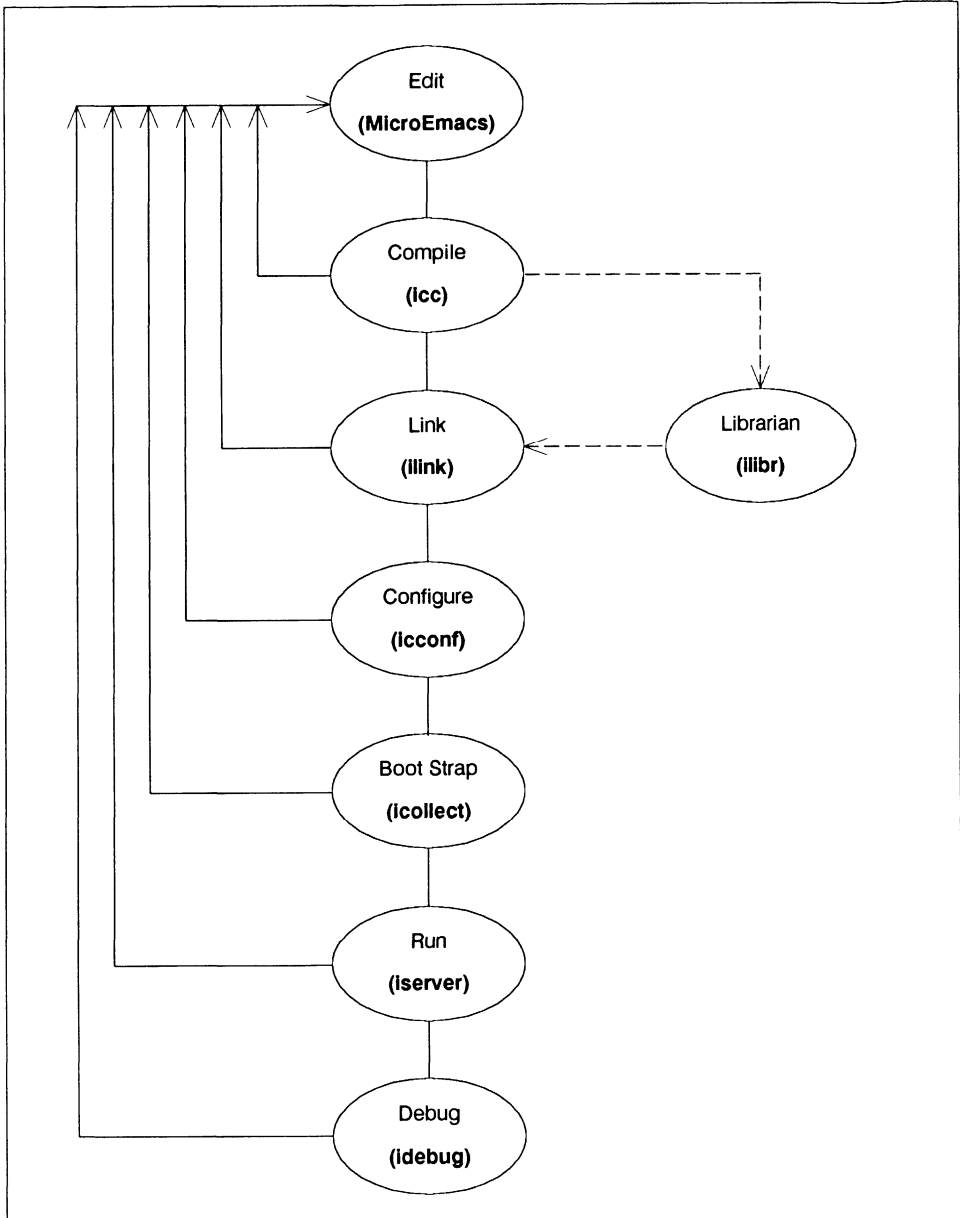 Edit
(MicroEmacs)
Compile
(icc)
Link
(ilink)
Librarian
(ilibr)
Configure
(icconf)
Boot Strap
(icollect)
Run
(iserver)
Debug
(idebug)